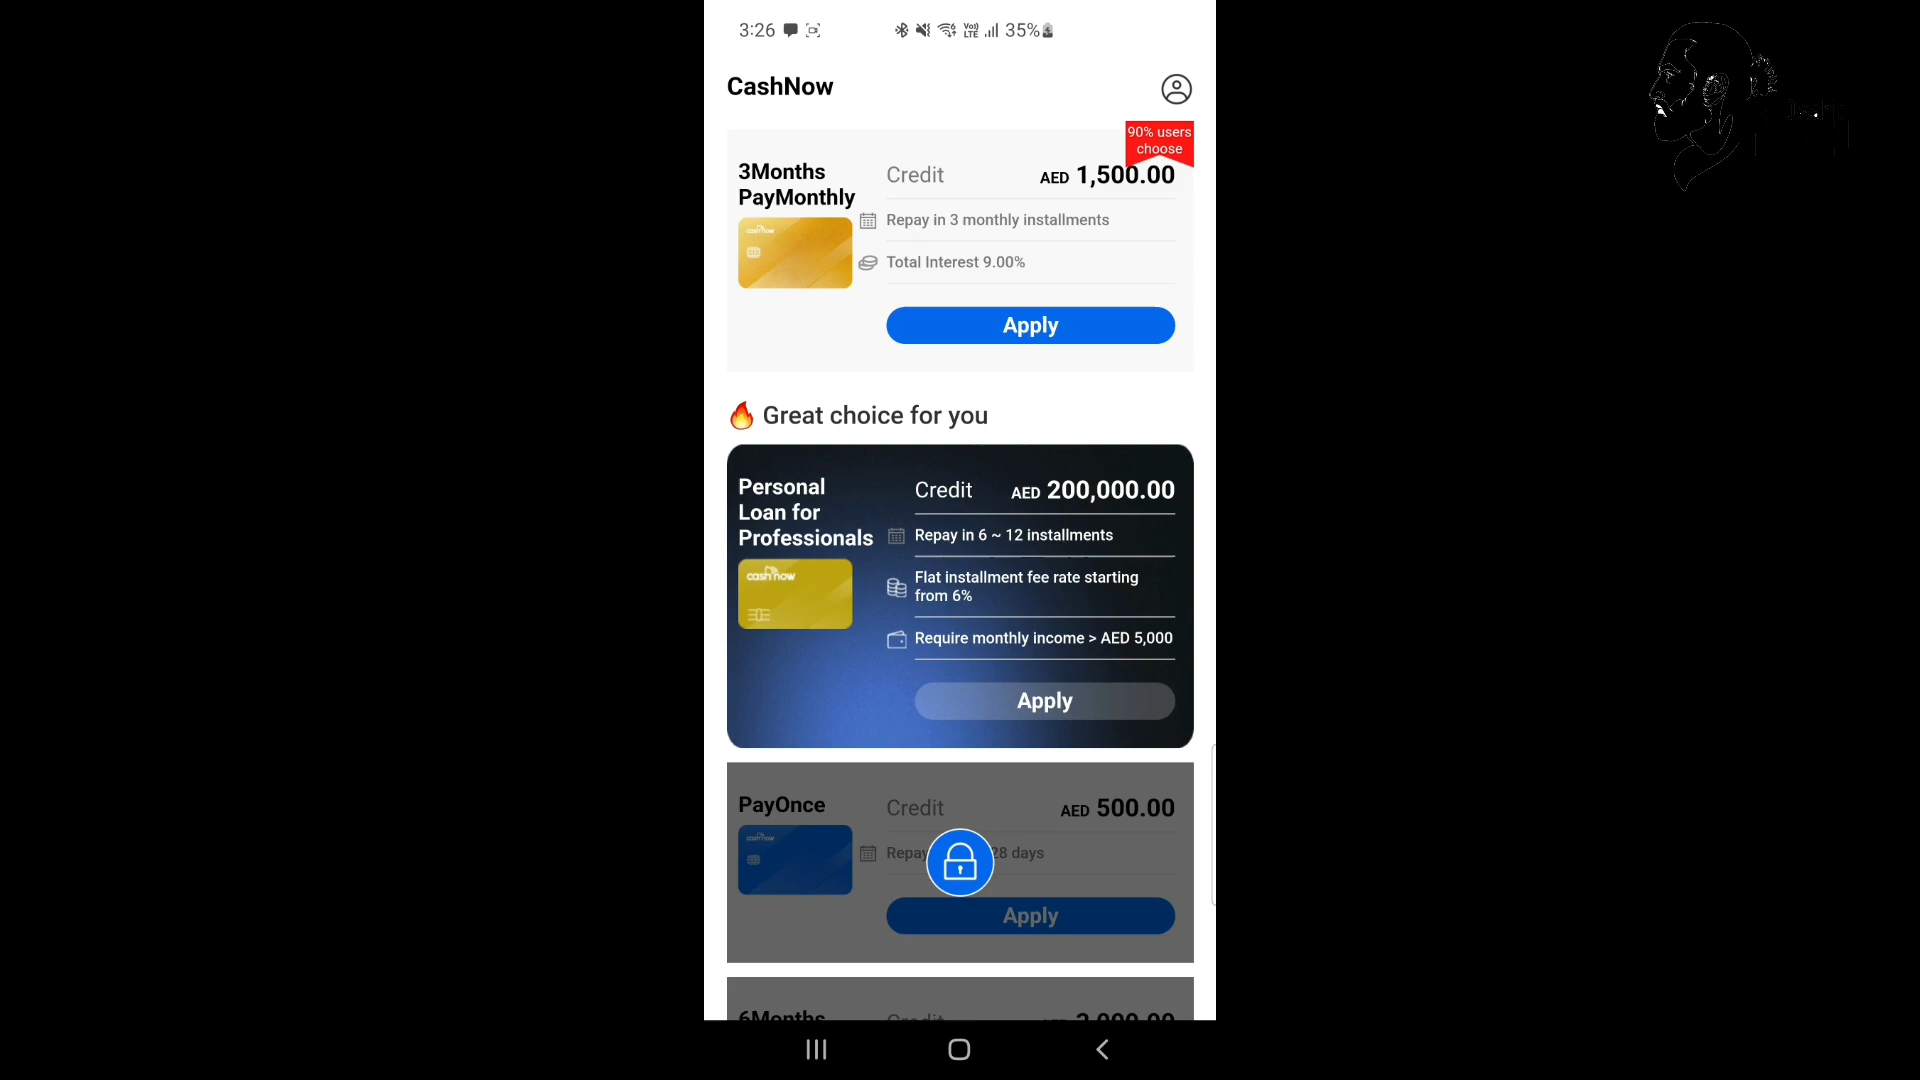 3:26
35%
CashNow
90% users
choose
3Months
PayMonthly
Credit
AED 1,500.00
cashnow
Repay in 3 monthly installments
Total Interest 9.00%
Apply
🔥 Great choice for you
Personal
Loan for
Professionals
Credit
AED 200,000.00
cashnow
Repay in 6 ~ 12 installments
Flat installment fee rate starting
from 6%
Require monthly income > AED 5,000
Apply
PayOnce
Credit
AED 500.00
cashnow
Repay 28 days
Apply
6Months
Credit